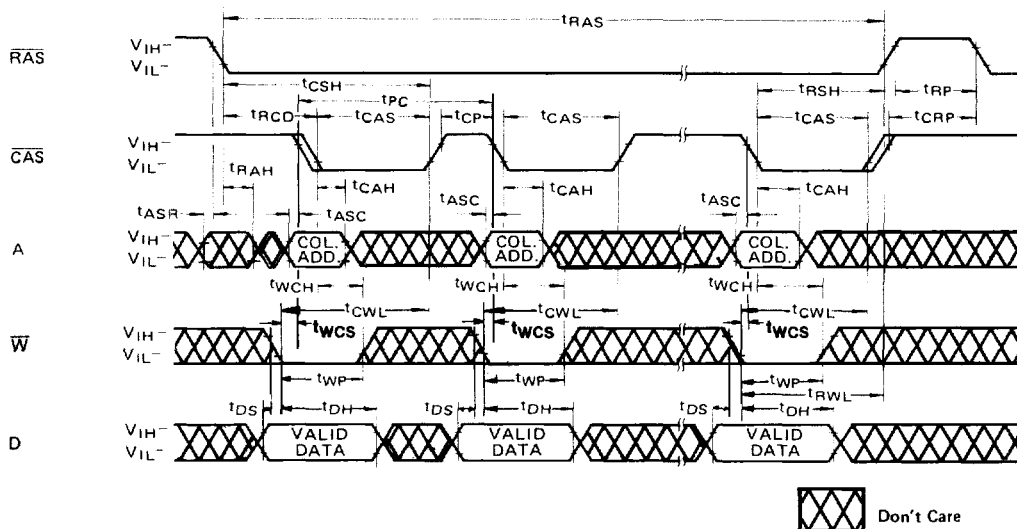 tRAS
RAS
VIH-
VIL-
tCSH
tPC
tRSH
tRP
tRCD
tCAS
tCP
tCAS
tCAS
tCRP
CAS
VIH-
VIL-
tRAH
tCAH
tCAH
tCAH
tASR
tASC
tASC
tASC
A
VIH-
VIL-
COL. ADD.
COL. ADD.
COL. ADD.
tWCH
tWCH
tWCH
tCWL
tCWL
tCWL
tWCS
tWCS
tWCS
W
VIH-
VIL-
tWP
tWP
tWP
tRWL
tDS
tDH
tDS
tDH
tDS
tDH
D
VIH-
VIL-
VALID DATA
VALID DATA
VALID DATA
Don't Care